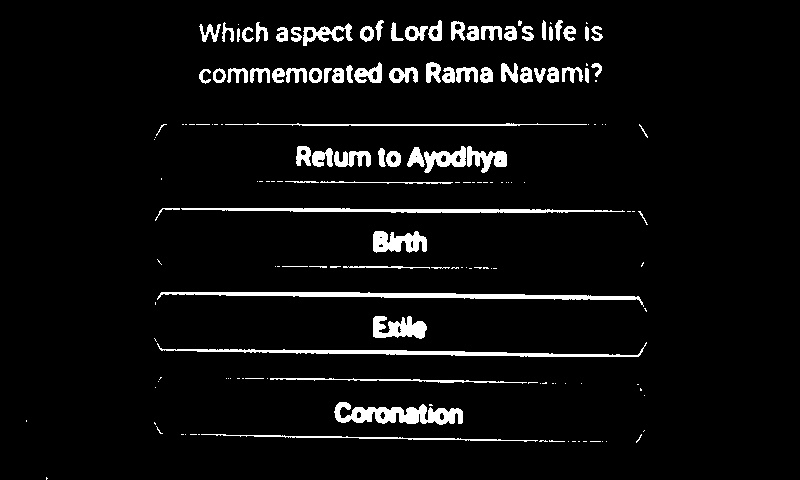 Which aspect of Lord Rama's life is
commemorated on Rama Navami?
Return to Ayodhya
Birth
Exile
Coronation